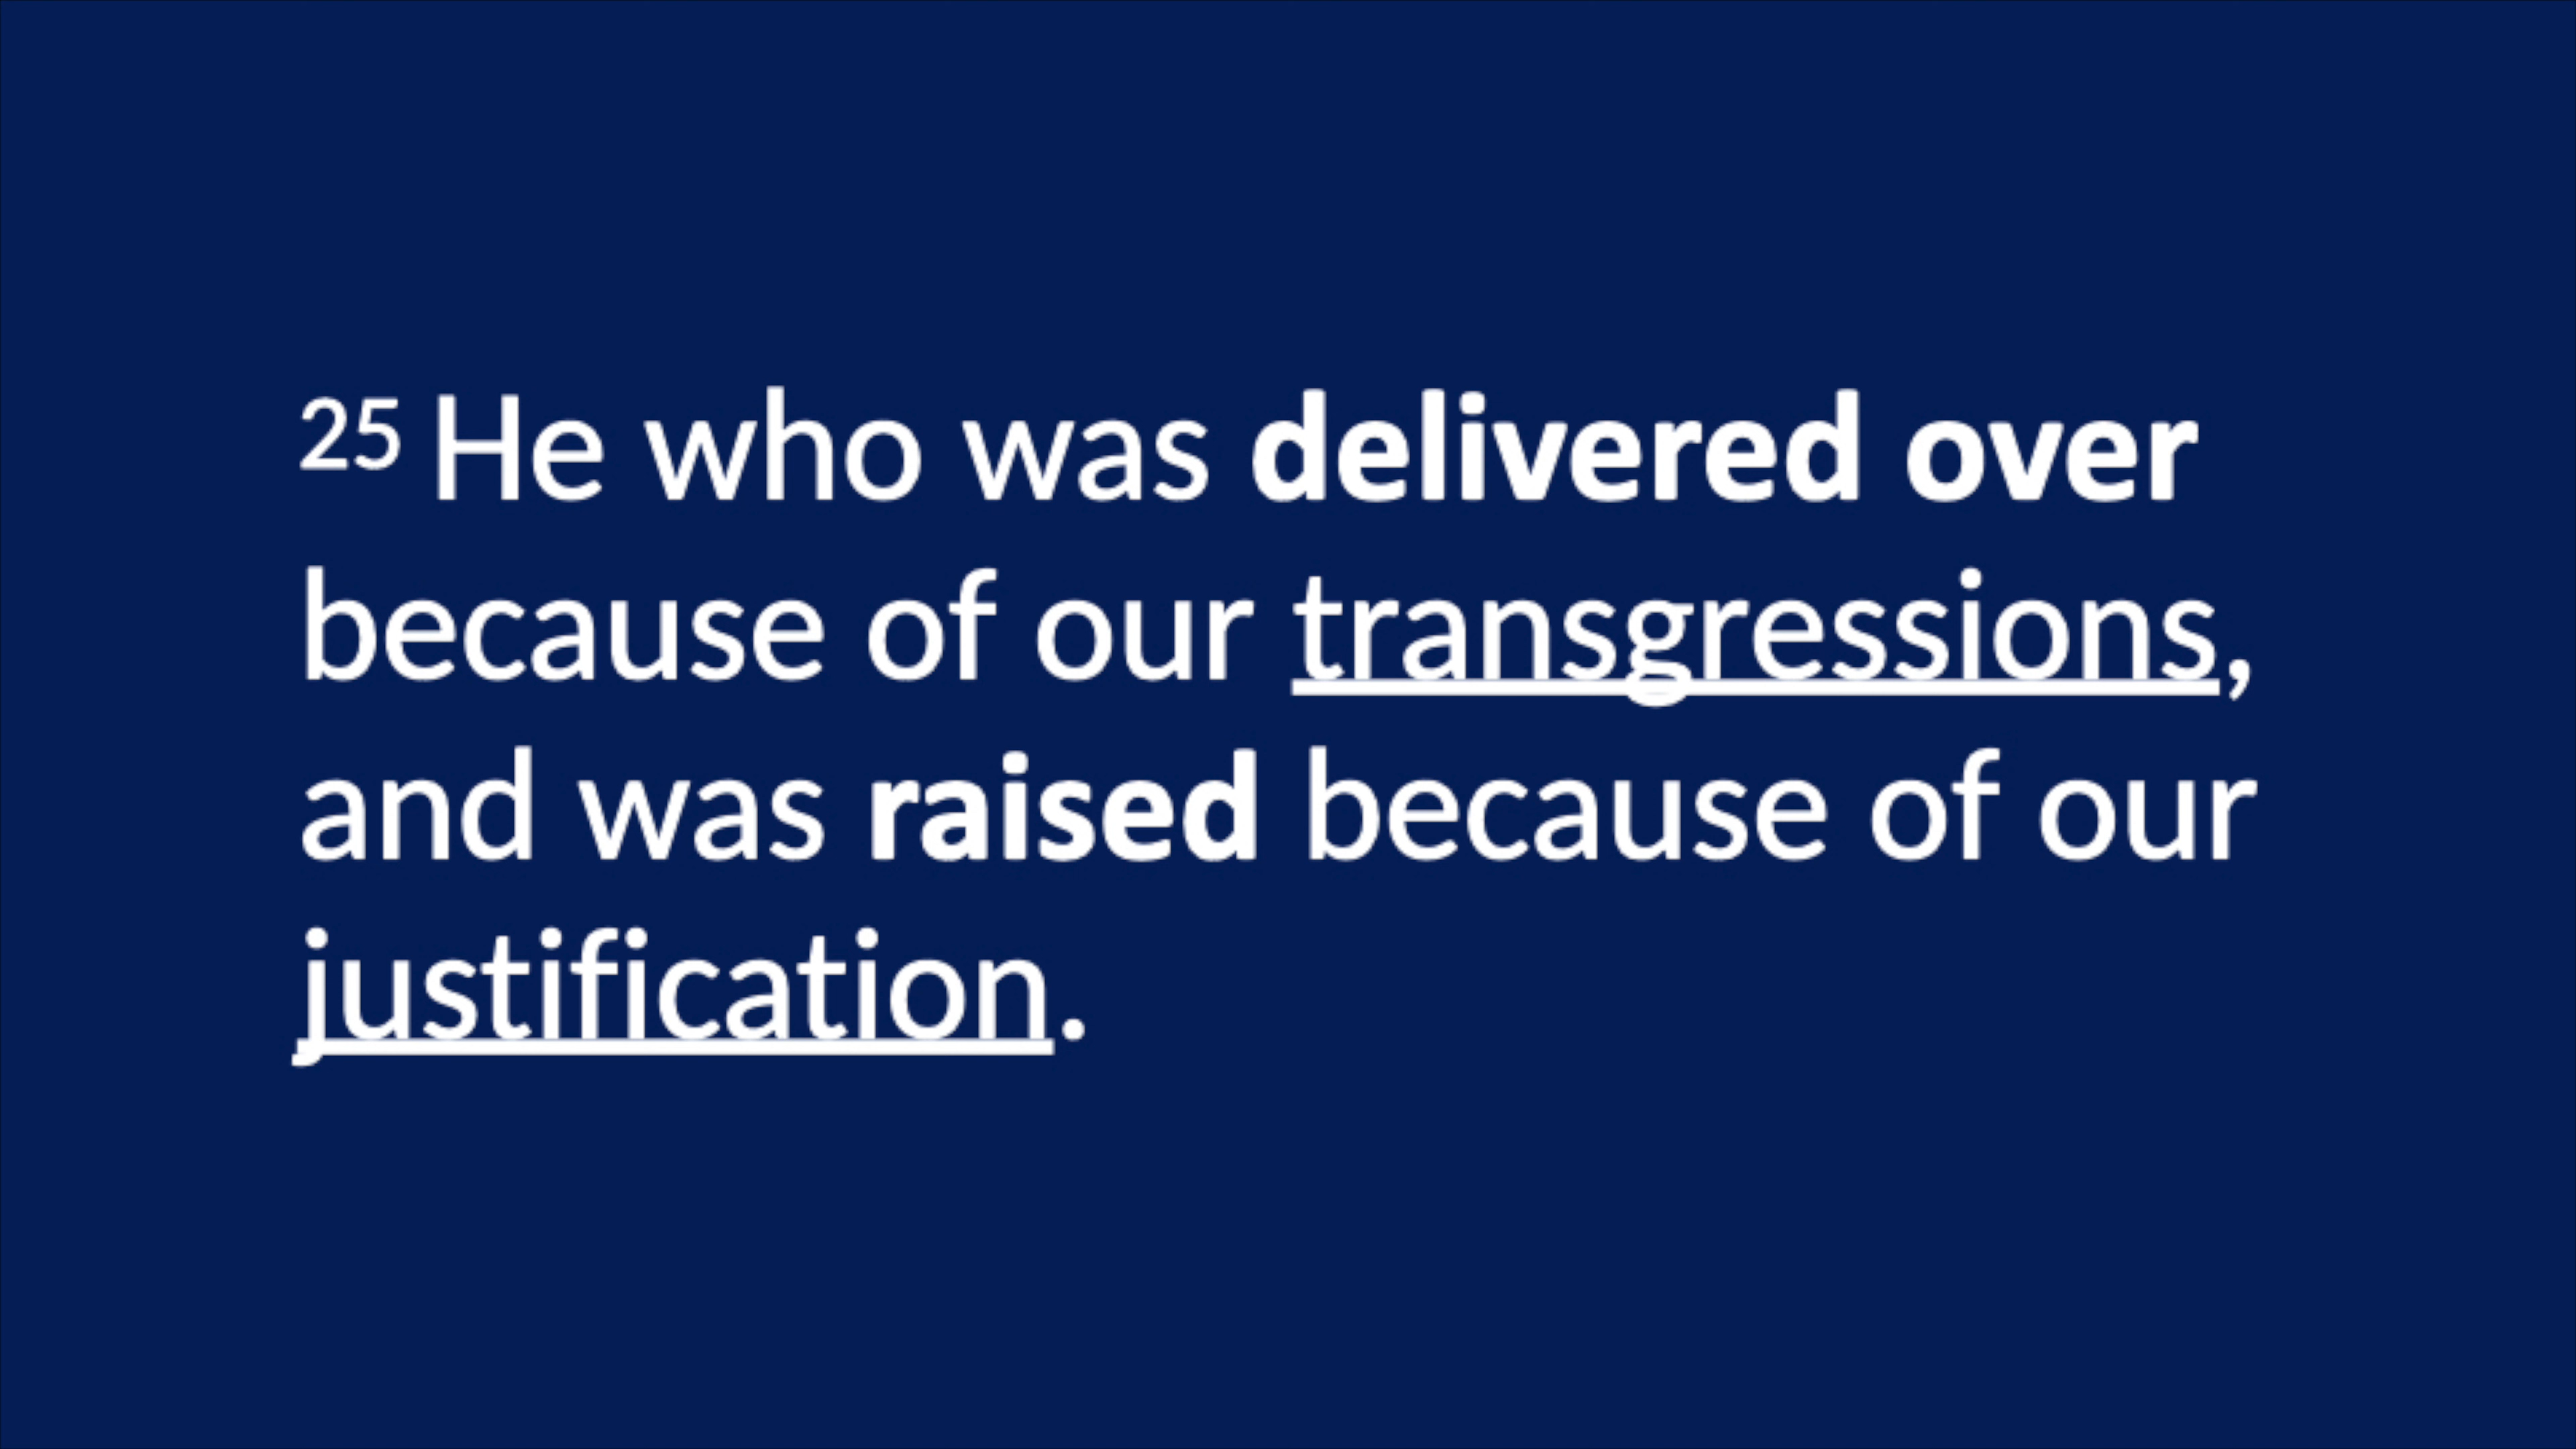 25 He who was delivered over
because of our transgressions,
and was raised because of our
justification.